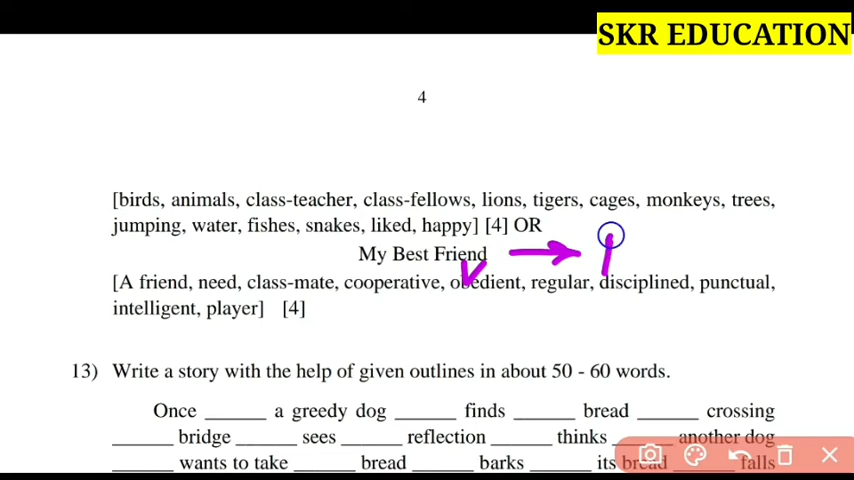 SKR EDUCATION
4
[birds, animals, class-teacher, class-fellows, lions, tigers, cages, monkeys, trees,
jumping, water, fishes, snakes, liked, happy] [4] OR
My Best Friend
[A friend, need, class-mate, cooperative, obedient, regular, disciplined, punctual,
intelligent, player] [4]
13) Write a story with the help of given outlines in about 50 - 60 words.
Once ______ a greedy dog ______ finds ______ bread ______ crossing
______ bridge ______ sees ______ reflection ______ thinks ______ another dog
______ wants to take ______ bread ______ barks ______ its bread ______ falls